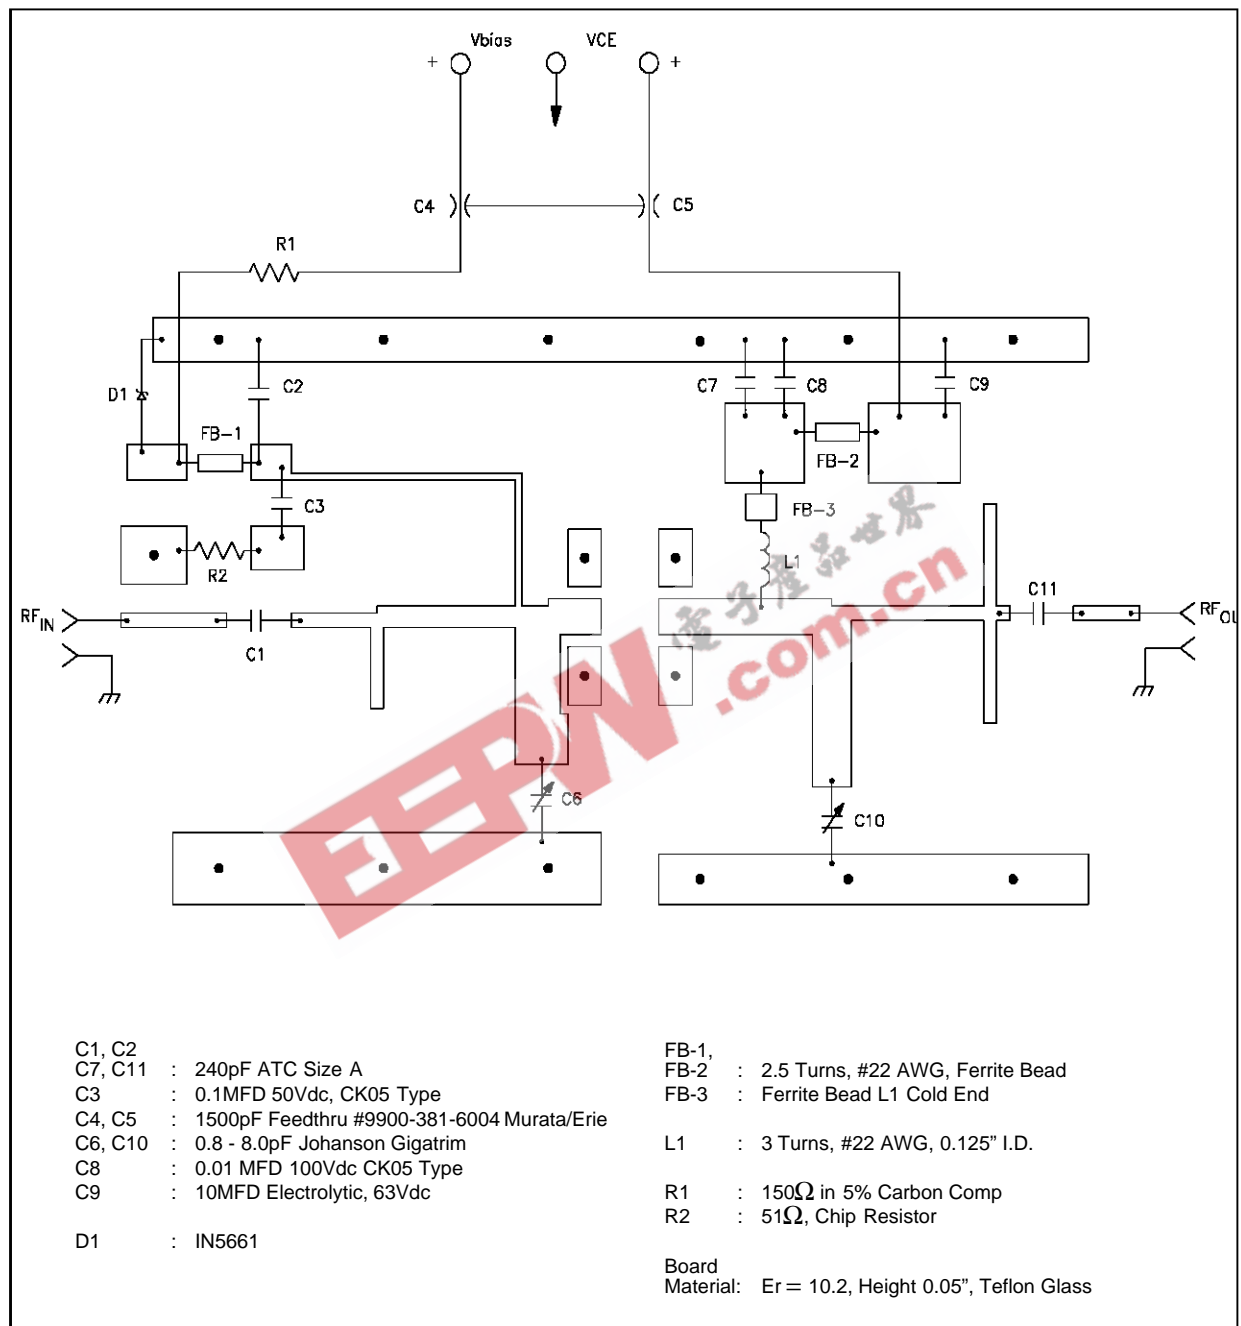 Vbias VCE
+ +
C4 C5
R1
D1 C2 C7 C8 C9
FB-1 FB-2
C3 FB-3
R2 L1
RFIN C1 C11 RFOU
C6 C10
電子產品世界
EEPW.com.cn
C1, C2
C7, C11 : 240pF ATC Size A
C3 : 0.1MFD 50Vdc, CK05 Type
C4, C5 : 1500pF Feedthru #9900-381-6004 Murata/Erie
C6, C10 : 0.8 - 8.0pF Johanson Gigatrim
C8 : 0.01 MFD 100Vdc CK05 Type
C9 : 10MFD Electrolytic, 63Vdc
D1 : IN5661
FB-1,
FB-2 : 2.5 Turns, #22 AWG, Ferrite Bead
FB-3 : Ferrite Bead L1 Cold End
L1 : 3 Turns, #22 AWG, 0.125” I.D.
R1 : 150Ω in 5% Carbon Comp
R2 : 51Ω, Chip Resistor
Board
Material: Er = 10.2, Height 0.05”, Teflon Glass